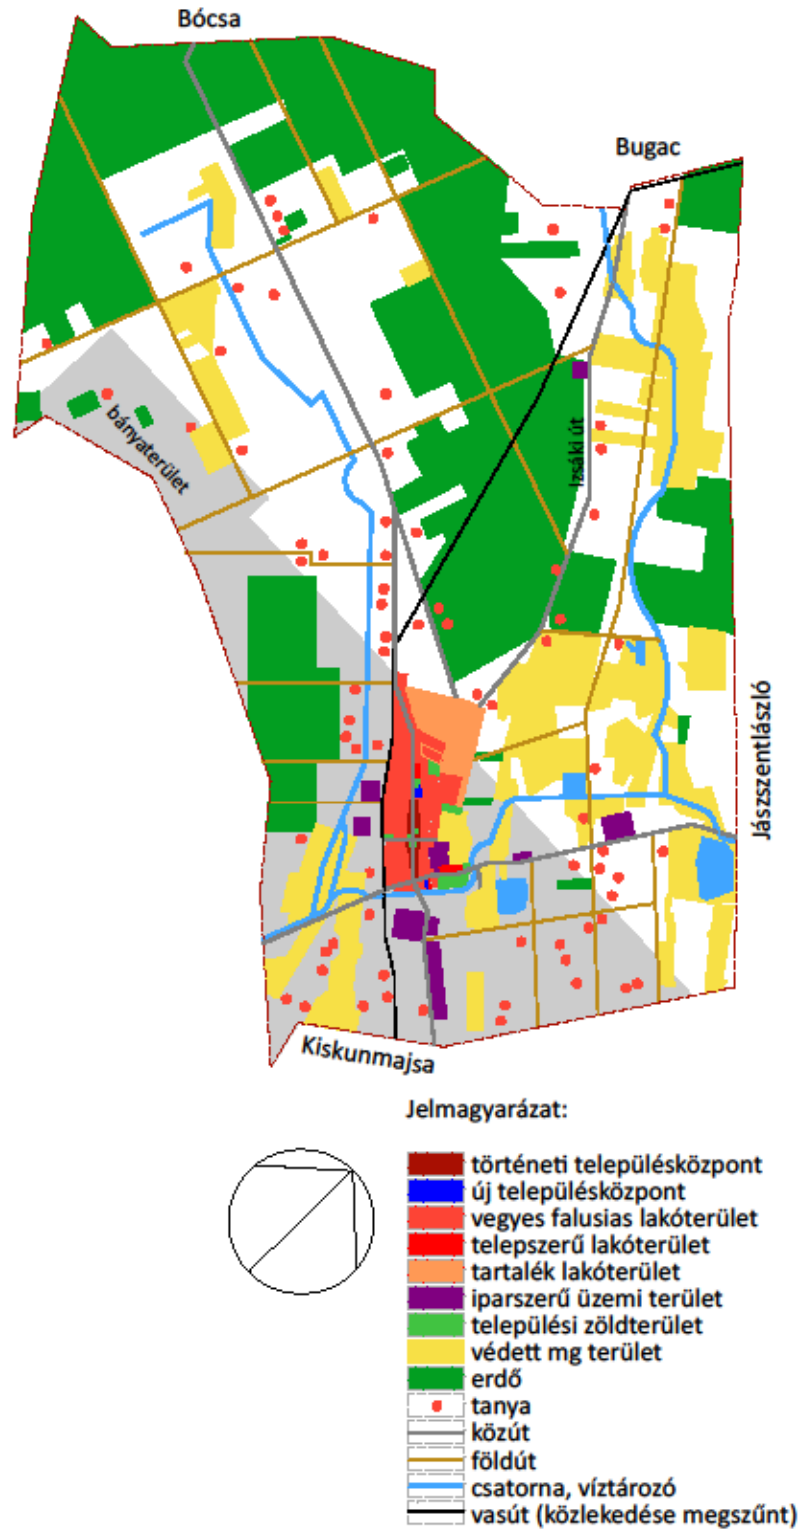 Bócsa
Bugac
Izsáki út
bányaterület
Jászszentlászló
Kiskunmajsa
Jelmagyarázat:
történeti településközpont
új településközpont
vegyes falusias lakóterület
telepszerű lakóterület
tartalék lakóterület
iparszerű üzemi terület
települési zöldterület
védett mg terület
erdő
tanya
közút
földút
csatorna, víztározó
vasút (közlekedése megszűnt)